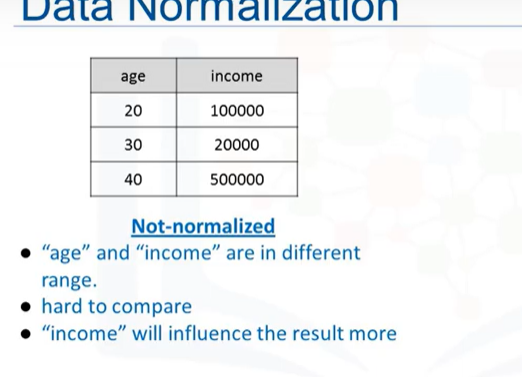 Data Normalization
age income
20 100000
30 20000
40 500000
Not-normalized
● “age” and “income” are in different
range.
● hard to compare
● “income” will influence the result more